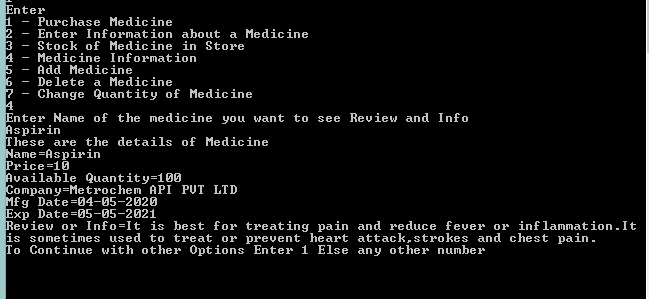 Enter
1 - Purchase Medicine
2 - Enter Information about a Medicine
3 - Stock of Medicine in Store
4 - Medicine Information
5 - Add Medicine
6 - Delete a Medicine
7 - Change Quantity of Medicine
4
Enter Name of the medicine you want to see Review and Info
Aspirin
These are the details of Medicine
Name=Aspirin
Price=10
Available Quantity=100
Company=Metrochem API PVT LTD
Mfg Date=04-05-2020
Exp Date=05-05-2021
Review or Info=It is best for treating pain and reduce fever or inflammation.It
is sometimes used to treat or prevent heart attack,strokes and chest pain.
To Continue with other Options Enter 1 Else any other number